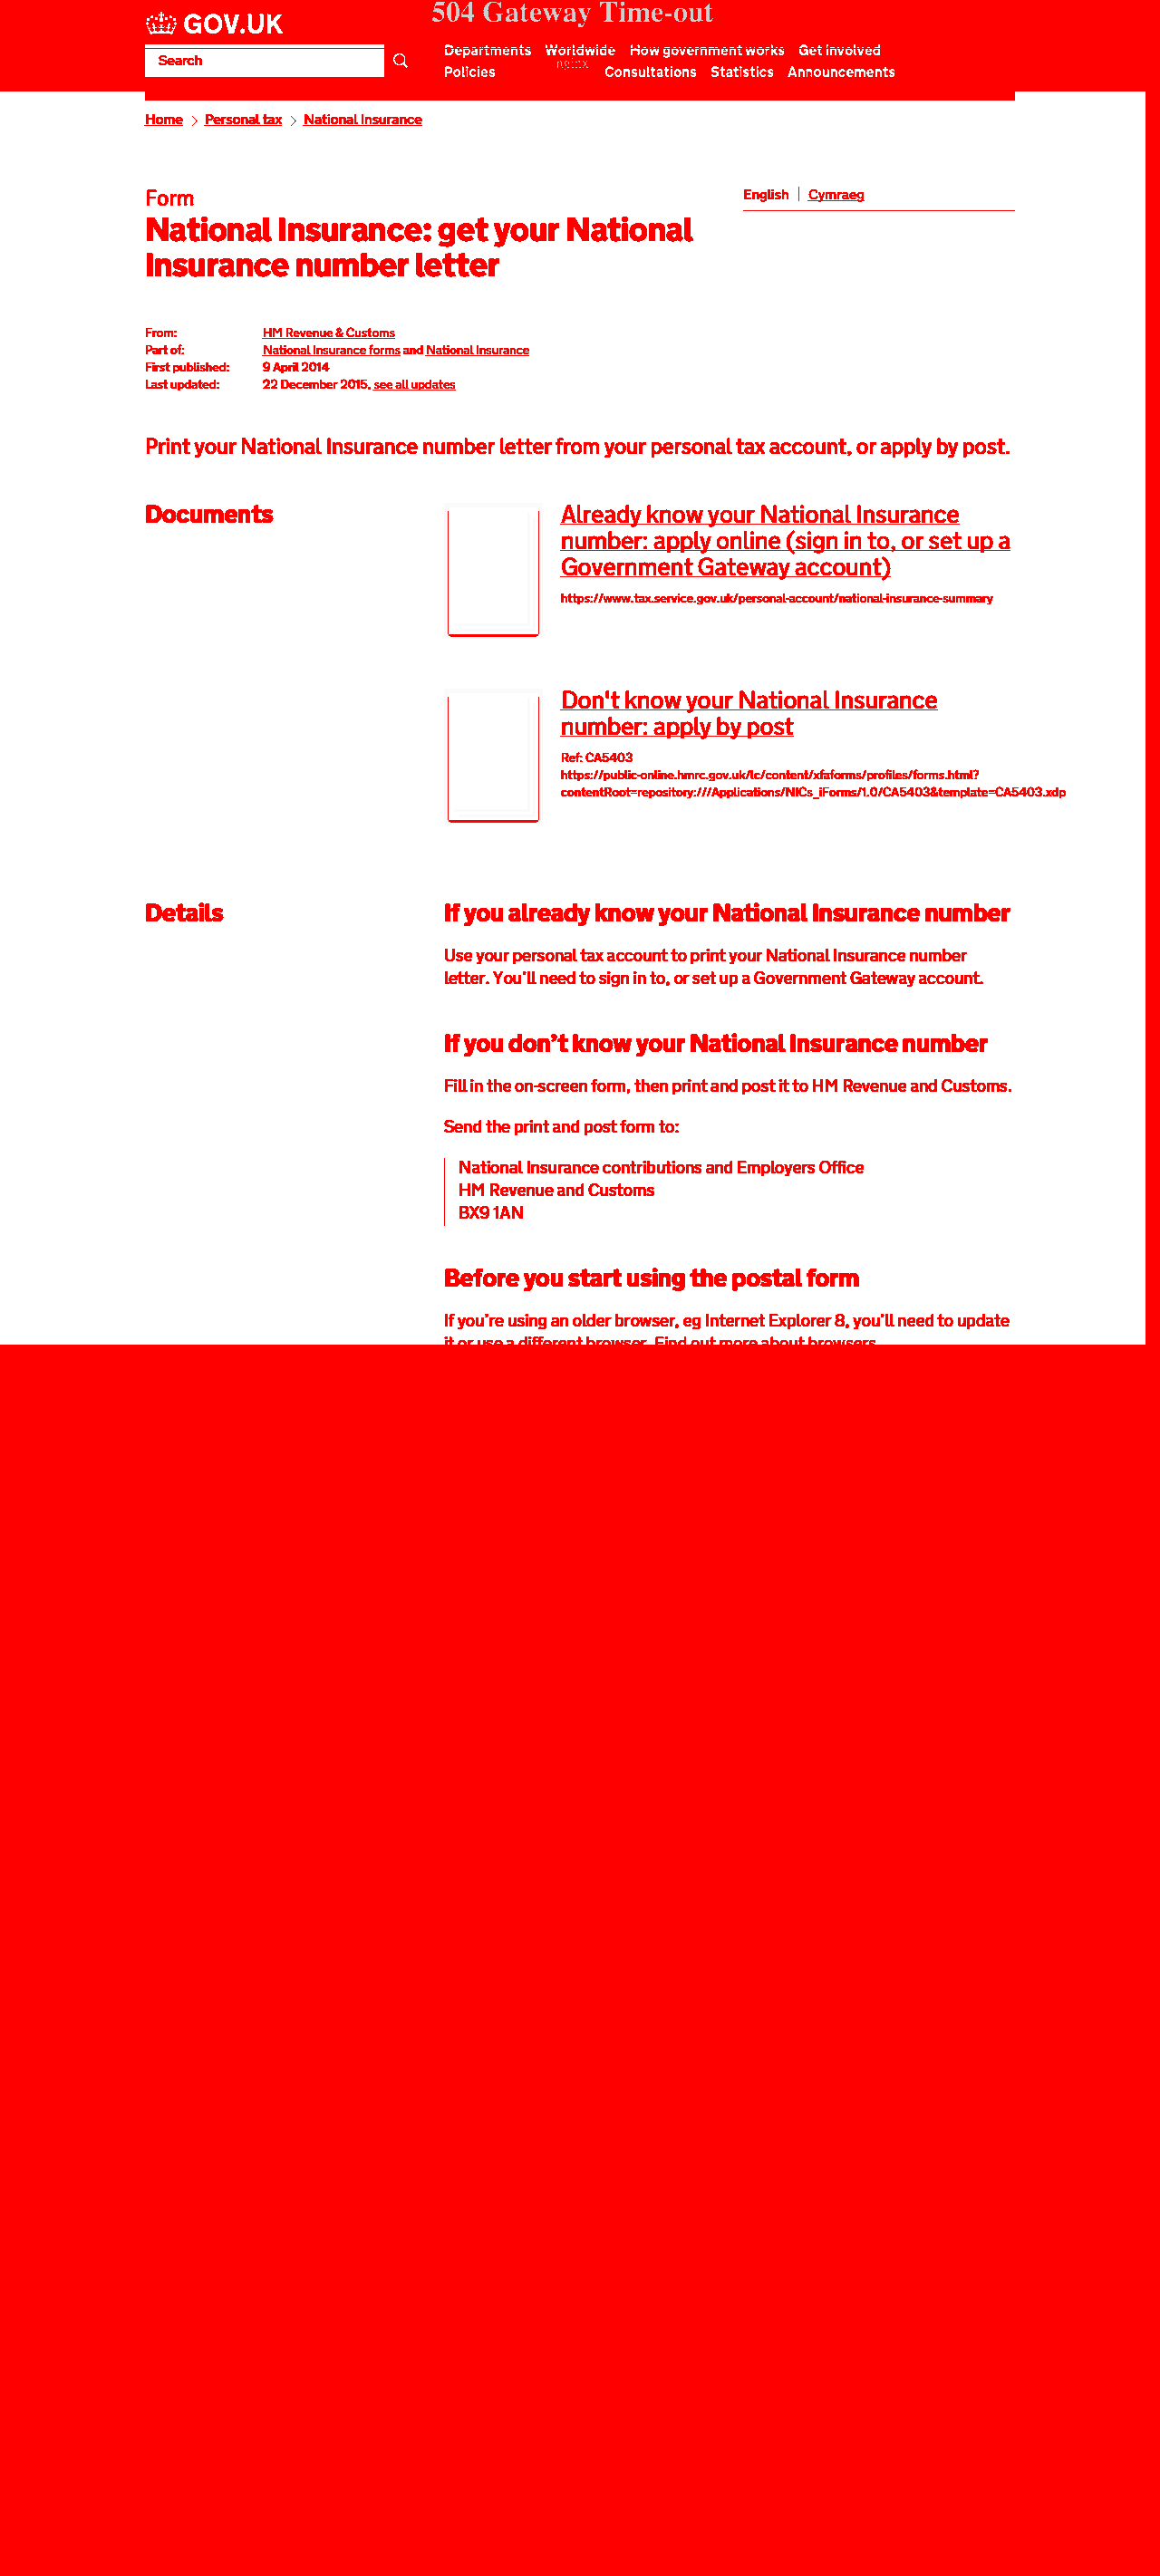 504 Gateway Time-out
GOV.UK
Search
Departments Worldwide How government works Get involved
nginx
Policies Consultations Statistics Announcements
Home Personal tax National Insurance
English Cymraeg
Form
National Insurance: get your National
Insurance number letter
From: HM Revenue & Customs
Part of: National Insurance forms and National Insurance
First published: 9 April 2014
Last updated: 22 December 2015, see all updates
Print your National Insurance number letter from your personal tax account, or apply by post.
Documents
Already know your National Insurance
number: apply online (sign in to, or set up a
Government Gateway account)
https://www.tax.service.gov.uk/personal-account/national-insurance-summary
Don't know your National Insurance
number: apply by post
Ref: CA5403
https://public-online.hmrc.gov.uk/lc/content/xfaforms/profiles/forms.html?
contentRoot=repository:///Applications/NICs_iForms/1.0/CA5403&template=CA5403.xdp
Details
If you already know your National Insurance number
Use your personal tax account to print your National Insurance number
letter. You’ll need to sign in to, or set up a Government Gateway account.
If you don’t know your National Insurance number
Fill in the on-screen form, then print and post it to HM Revenue and Customs.
Send the print and post form to:
National Insurance contributions and Employers Office
HM Revenue and Customs
BX9 1AN
Before you start using the postal form
If you’re using an older browser, eg Internet Explorer 8, you’ll need to update
it or use a different browser. Find out more about browsers.